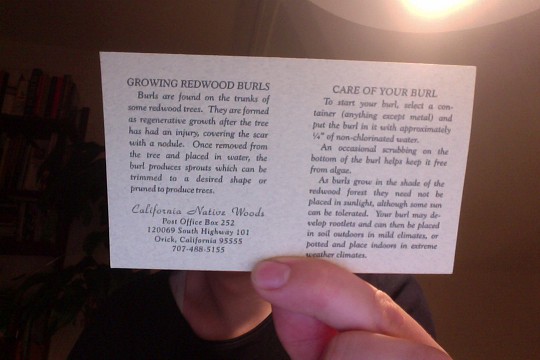 GROWING REDWOOD BURLS
Burls are found on the trunks of
some redwood trees. They are formed
as regenerative growth after the tree
has had an injury, covering the scar
with a nodule. Once removed from
the tree and placed in water, the
burl produces sprouts which can be
trimmed to a desired shape or
pruned to produce trees.
California Native Woods
Post Office Box 252
120069 South Highway 101
Orick, California 95555
707-488-5155
CARE OF YOUR BURL
To start your burl, select a con-
tainer (anything except metal) and
put the burl in it with approximately
¼" of non-chlorinated water.
An occasional scrubbing on the
bottom of the burl helps keep it free
from algae.
As burls grow in the shade of the
redwood forest they need not be
placed in sunlight, although some sun
can be tolerated. Your burl may de-
velop rootlets and can then be placed
in soil outdoors in mild climates, or
potted and place indoors in extreme
weather climates.